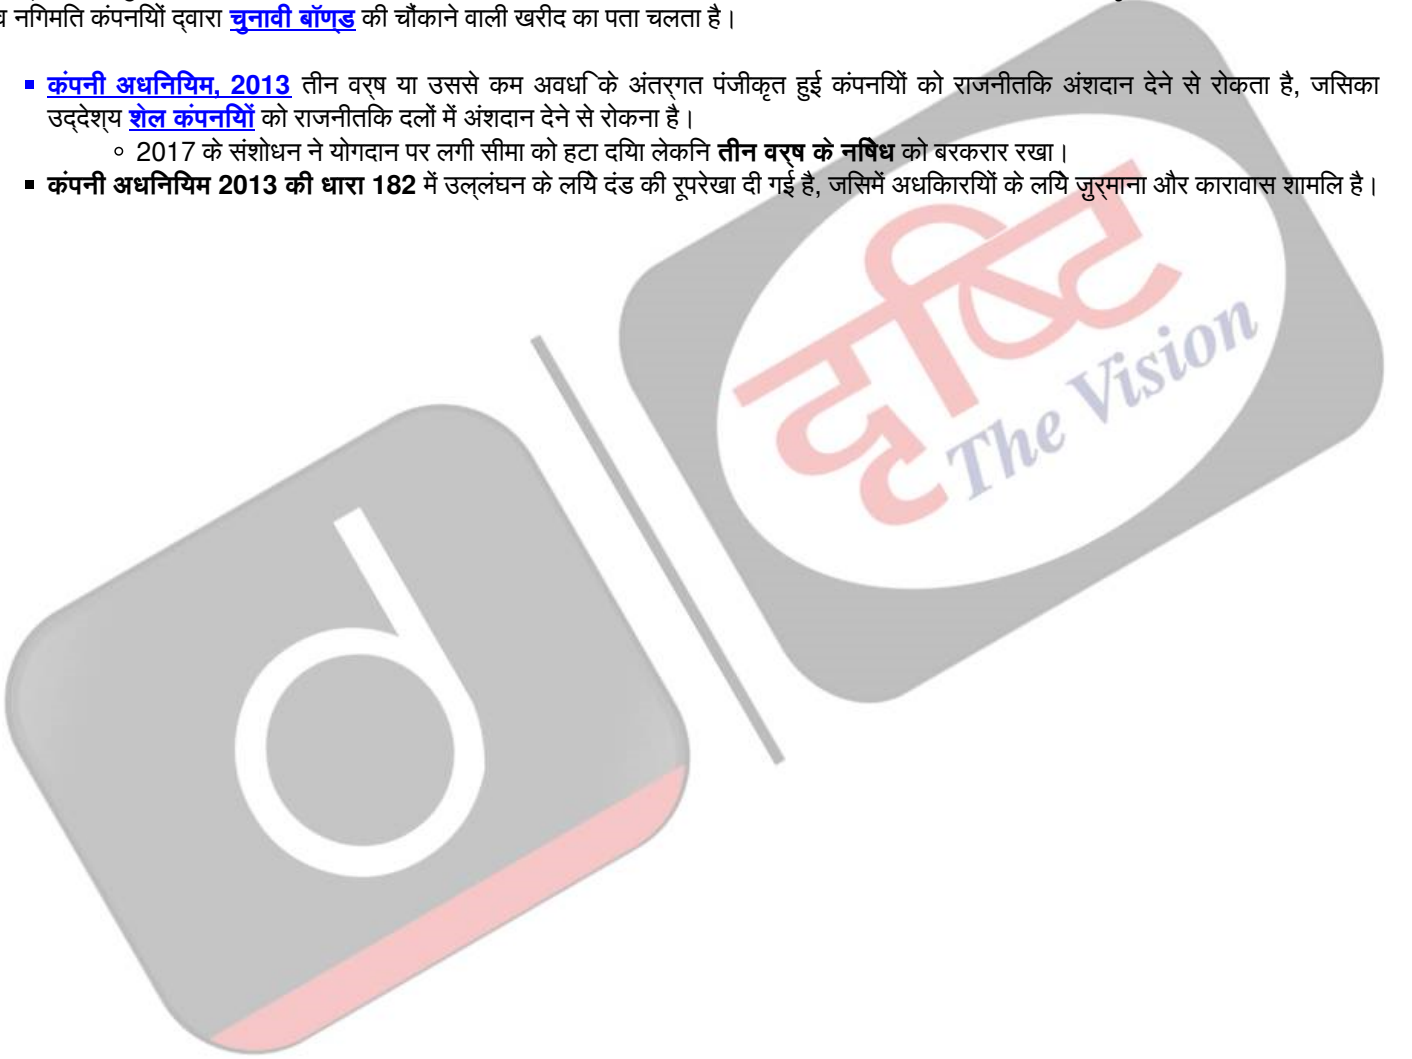 निगमित कंपनियों द्वारा चुनावी बॉण्ड की चौंकाने वाली खरीद का पता चलता है।
कंपनी अधिनियम, 2013 तीन वर्ष या उससे कम अवधि के अंतर्गत पंजीकृत हुई कंपनियों को राजनीतिक अंशदान देने से रोकता है, जिसका
उद्देश्य शेल कंपनियों को राजनीतिक दलों में अंशदान देने से रोकना है।
2017 के संशोधन ने योगदान पर लगी सीमा को हटा दिया लेकिन तीन वर्ष के निषेध को बरकरार रखा।
कंपनी अधिनियम 2013 की धारा 182 में उल्लंघन के लिये दंड की रूपरेखा दी गई है, जिसमें अधिकारियों के लिये जुर्माना और कारावास शामिल है।
दृष्टि
The Vision
d